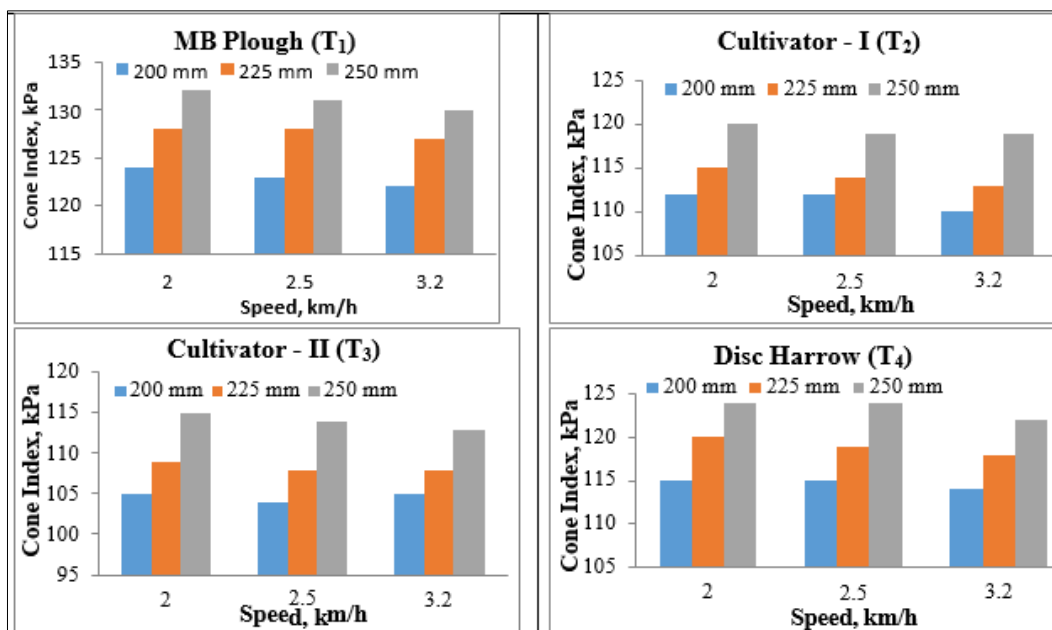 MB Plough (T₁)
200 mm 225 mm 250 mm
Cone Index, kPa
135
130
125
120
115
2 2.5 3.2
Speed, km/h
Cultivator - I (T₂)
200 mm 225 mm 250 mm
Cone Index, kPa
125
120
115
110
105
2 2.5 3.2
Speed, km/h
Cultivator - II (T₃)
200 mm 225 mm 250 mm
Cone Index, kPa
120
115
110
105
100
95
2 2.5 3.2
Speed, km/h
Disc Harrow (T₄)
200 mm 225 mm 250 mm
Cone Index, kPa
125
120
115
110
105
2 2.5 3.2
Speed, km/h